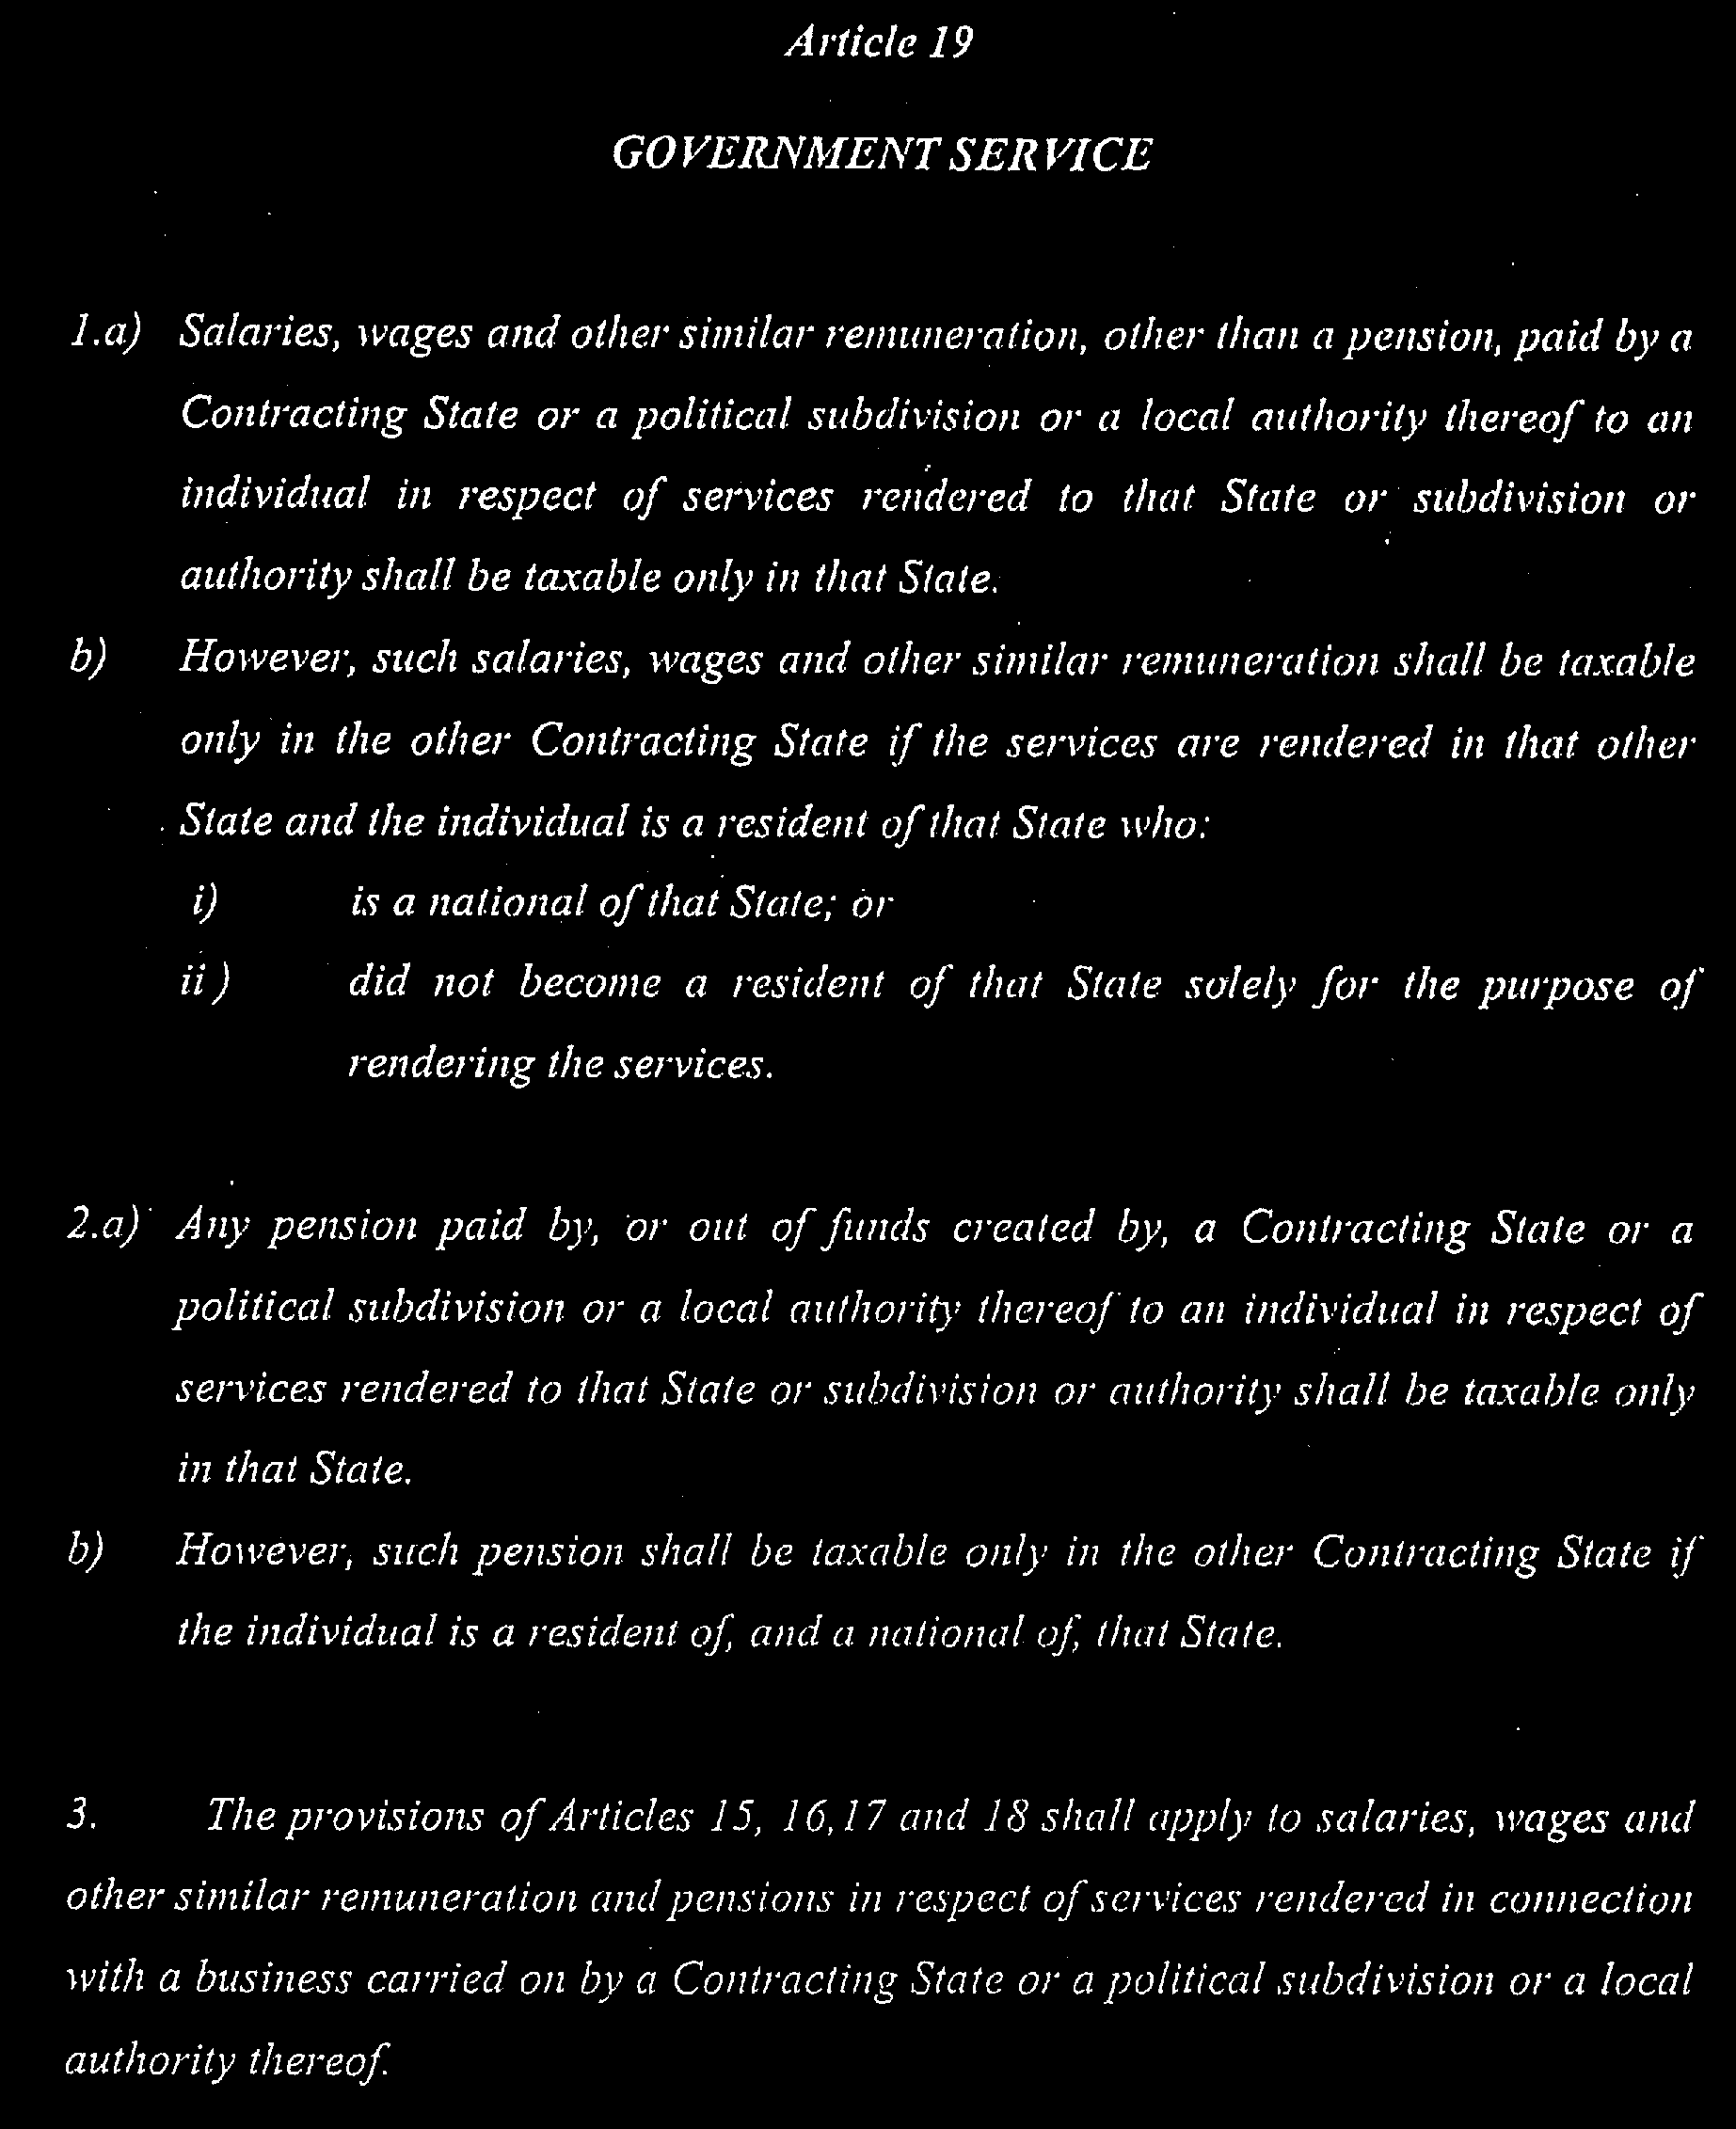 Article 19
GOVERNMENT SERVICE
1.a) Salaries, wages and other similar remuneration, other than a pension, paid by a
Contracting State or a political subdivision or a local authority thereof to an
individual in respect of services rendered to that State or subdivision or
authority shall be taxable only in that State.
b) However, such salaries, wages and other similar remuneration shall be taxable
only in the other Contracting State if the services are rendered in that other
State and the individual is a resident of that State who:
i) is a national of that State; or
ii) did not become a resident of that State solely for the purpose of
rendering the services.
2.a) Any pension paid by, or out of funds created by, a Contracting State or a
political subdivision or a local authority thereof to an individual in respect of
services rendered to that State or subdivision or authority shall be taxable only
in that State.
b) However, such pension shall be taxable only in the other Contracting State if
the individual is a resident of, and a national of, that State.
3. The provisions of Articles 15, 16,17 and 18 shall apply to salaries, wages and
other similar remuneration and pensions in respect of services rendered in connection
with a business carried on by a Contracting State or a political subdivision or a local
authority thereof.